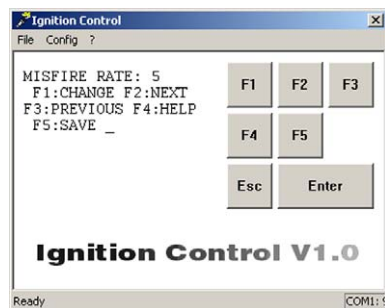 Ignition Control
File Config ?
MISFIRE RATE: 5
F1:CHANGE F2:NEXT
F3:PREVIOUS F4:HELP
F5:SAVE _
F1 F2 F3
F4 F5
Esc Enter
Ignition Control V1.0
Ready COM1: